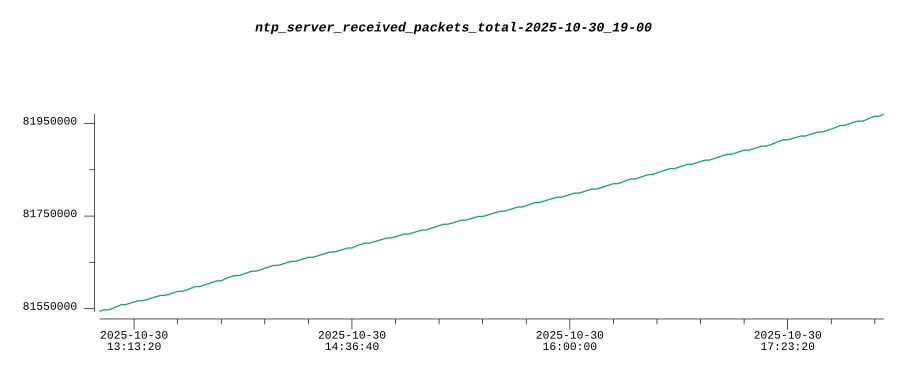 ntp_server_received_packets_total-2025-10-30_19-00
81950000
81750000
81550000
2025-10-30 2025-10-30 2025-10-30 2025-10-30
13:13:20 14:36:40 16:00:00 17:23:20